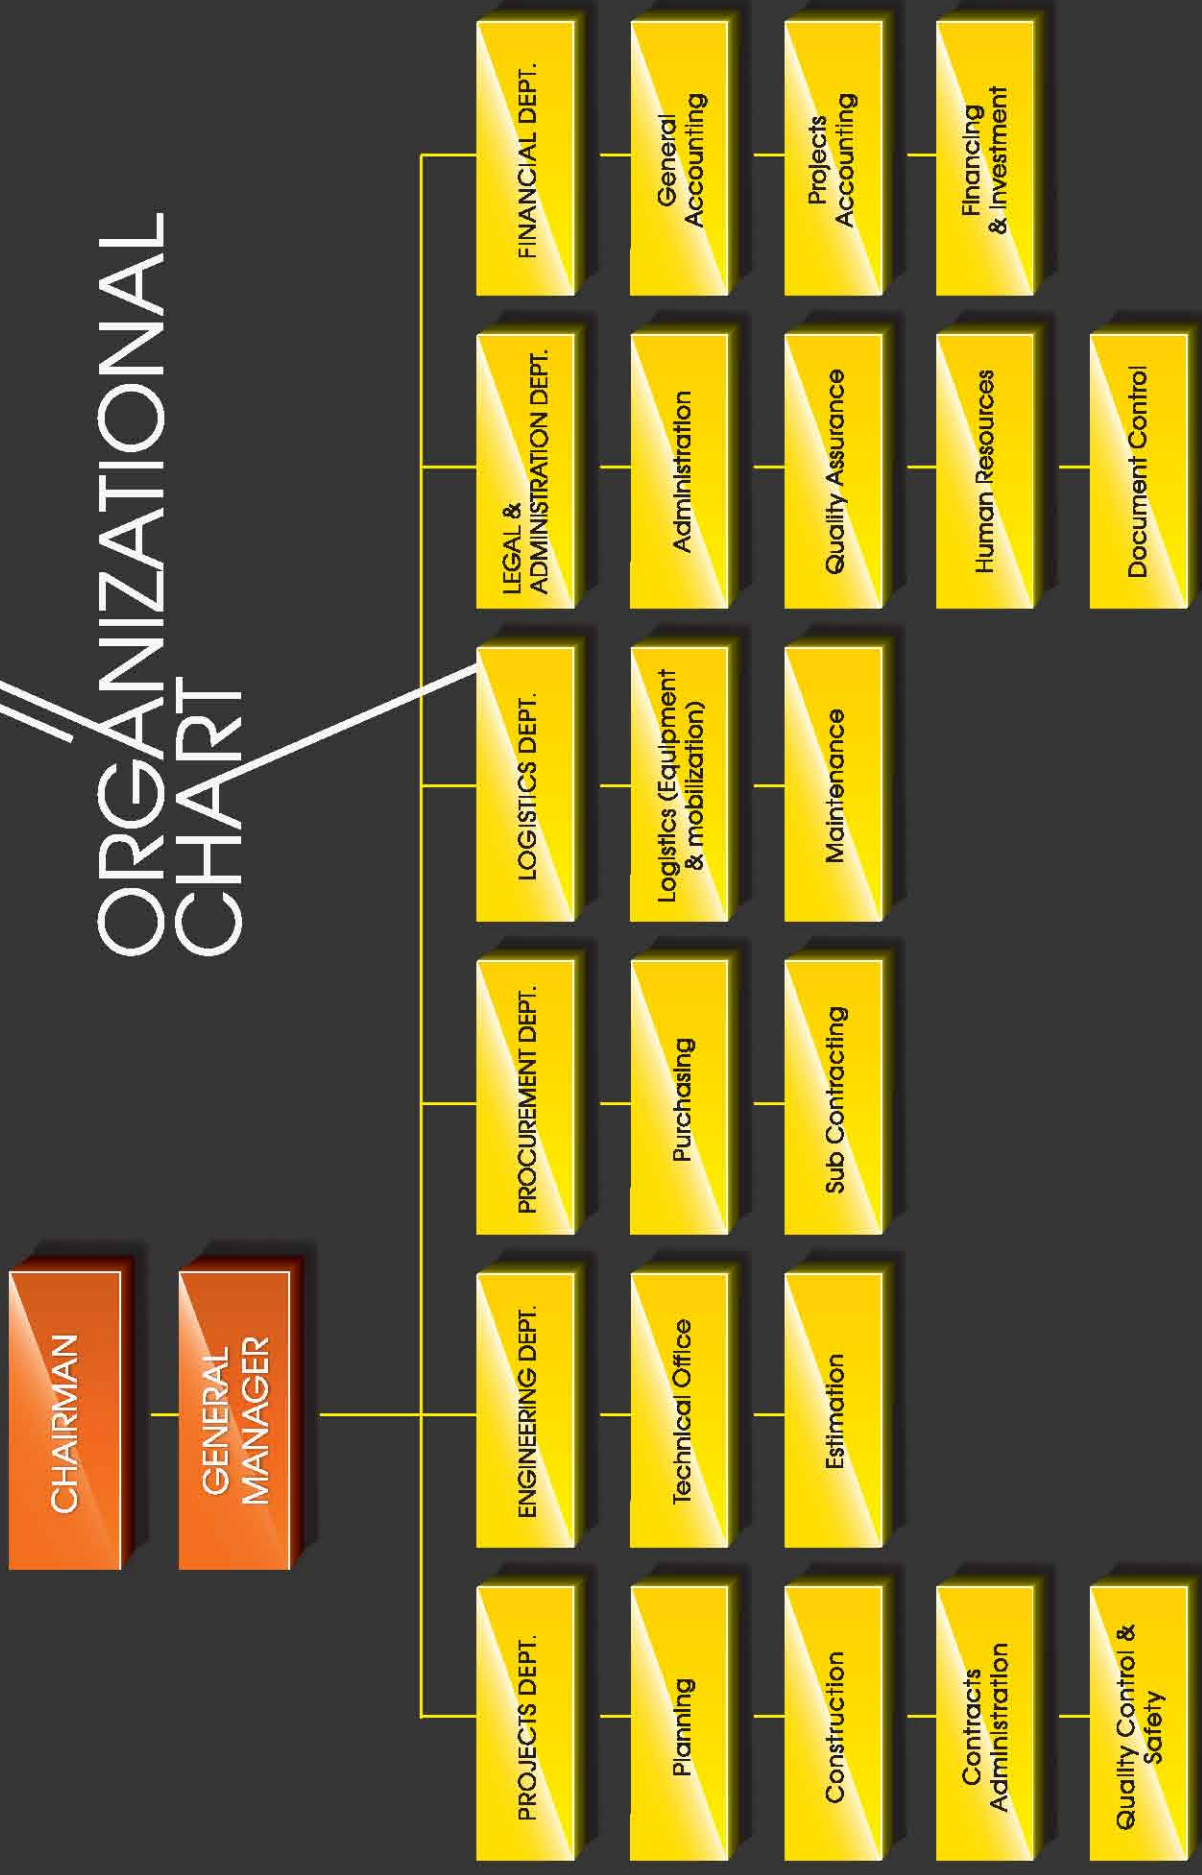 ORGANIZATIONAL
CHART
CHAIRMAN
GENERAL
MANAGER
PROJECTS DEPT.
Planning
Construction
Contracts
Administration
Quality Control &
Safety
ENGINEERING DEPT.
Technical Office
Estimation
PROCUREMENT DEPT.
Purchasing
Sub Contracting
LOGISTICS DEPT.
Logistics (Equipment
& mobilization)
Maintenance
LEGAL &
ADMINISTRATION DEPT.
Administration
Quality Assurance
Human Resources
Document Control
FINANCIAL DEPT.
General
Accounting
Projects
Accounting
Financing
& Investment